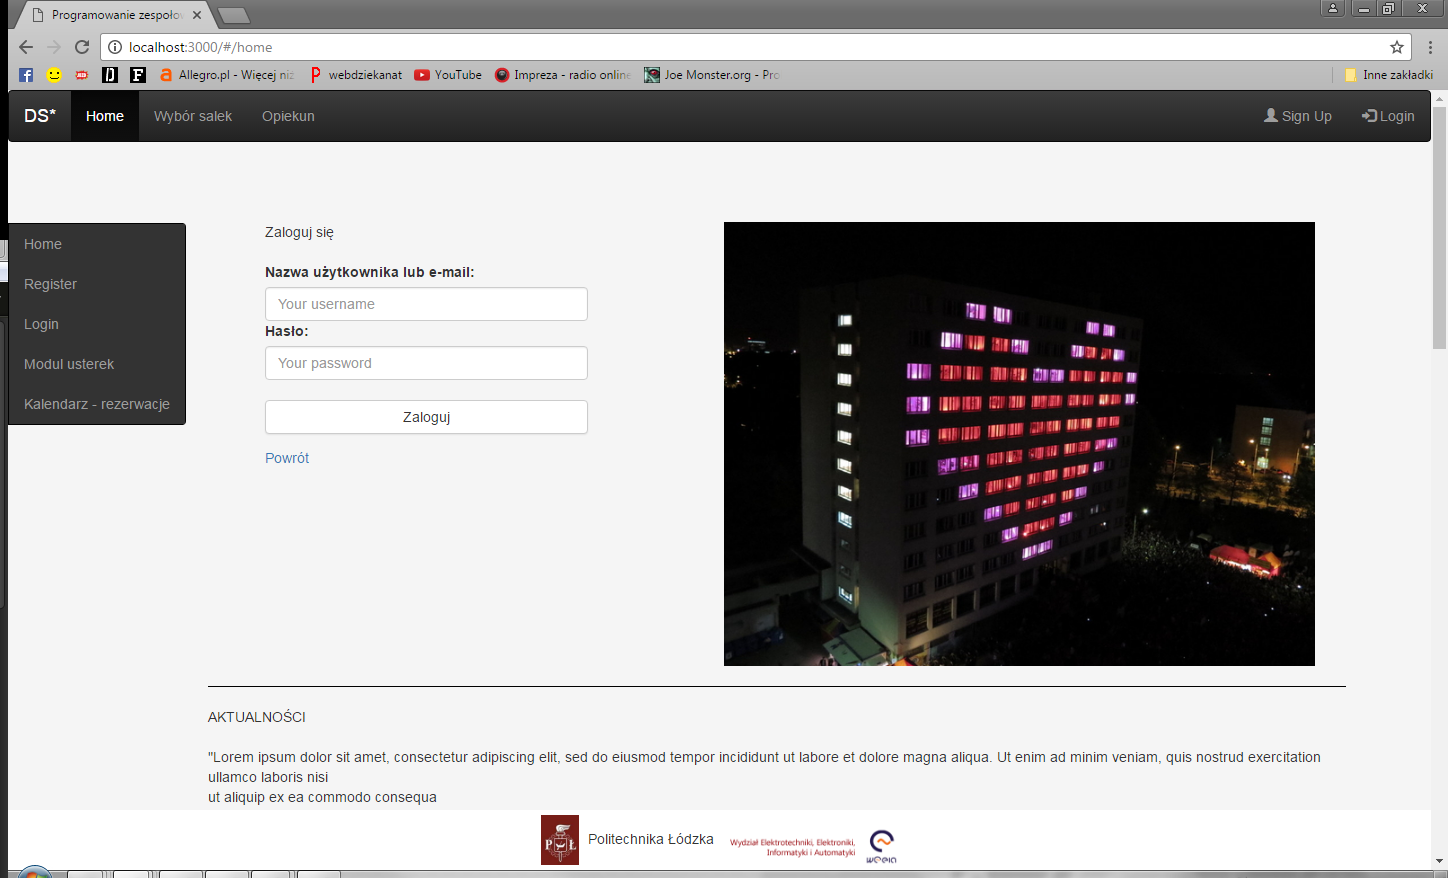 Programowanie zespoło
localhost:3000/#/home
Allegro.pl - Więcej niż
webdziekanat
YouTube
Impreza - radio online
Joe Monster.org - Pro
Inne zakładki
DS*
Home
Wybór salek
Opiekun
Sign Up
Login
Home
Register
Login
Modul usterek
Kalendarz - rezerwacje
Zaloguj się
Nazwa użytkownika lub e-mail:
Your username
Hasło:
Your password
Zaloguj
Powrót
AKTUALNOŚCI
"Lorem ipsum dolor sit amet, consectetur adipiscing elit, sed do eiusmod tempor incididunt ut labore et dolore magna aliqua. Ut enim ad minim veniam, quis nostrud exercitation
ullamco laboris nisi
ut aliquip ex ea commodo consequa
Politechnika Łódzka
Wydział Elektrotechniki, Elektroniki,
Informatyki i Automatyki
weeia